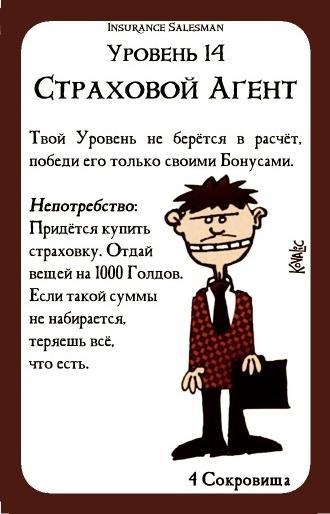 Insurance Salesman
Уровень 14
Страховой Агент
Твой Уровень не берётся в расчёт,
победи его только своими Бонусами.
Непотребство:
Придётся купить
страховку. Отдай
вещей на 1000 Голдов.
Если такой суммы
не набирается,
теряешь всё,
что есть.
Kovalic
4 Сокровища